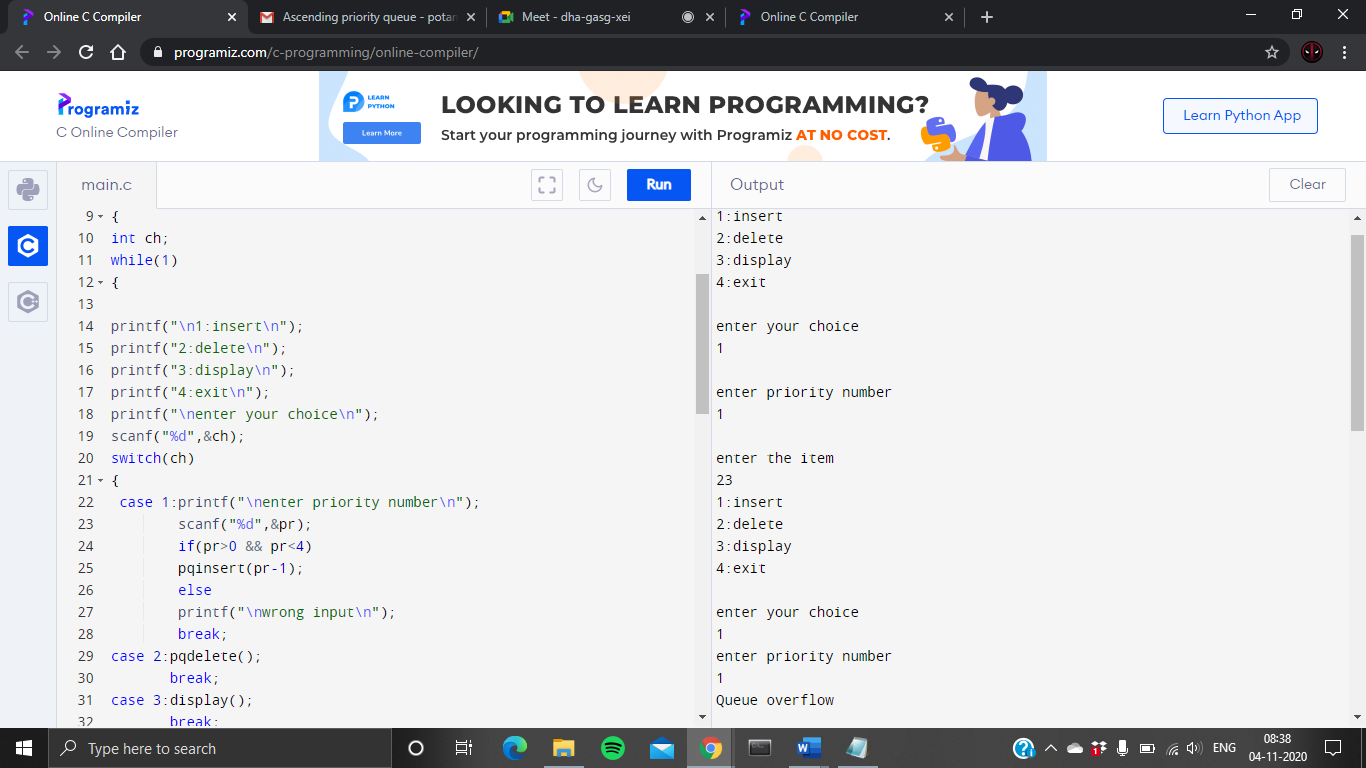 Online C Compiler
Ascending priority queue - potan
Meet - dha-gasg-xei
Online C Compiler
programiz.com/c-programming/online-compiler/
Programiz
C Online Compiler
LEARN
PYTHON
Learn More
LOOKING TO LEARN PROGRAMMING?
Start your programming journey with Programiz AT NO COST.
Learn Python App
main.c
Run
Output
Clear
9 {
10 int ch;
11 while(1)
12 {
13
14 printf("\n1:insert\n");
15 printf("2:delete\n");
16 printf("3:display\n");
17 printf("4:exit\n");
18 printf("\nenter your choice\n");
19 scanf("%d",&ch);
20 switch(ch)
21 {
22 case 1:printf("\nenter priority number\n");
23 scanf("%d",&pr);
24 if(pr>0 && pr<4)
25 pqinsert(pr-1);
26 else
27 printf("\nwrong input\n");
28 break;
29 case 2:pqdelete();
30 break;
31 case 3:display();
32 break;
1:insert
2:delete
3:display
4:exit
enter your choice
1
enter priority number
1
enter the item
23
1:insert
2:delete
3:display
4:exit
enter your choice
1
enter priority number
1
Queue overflow
Type here to search
ENG
08:38
04-11-2020